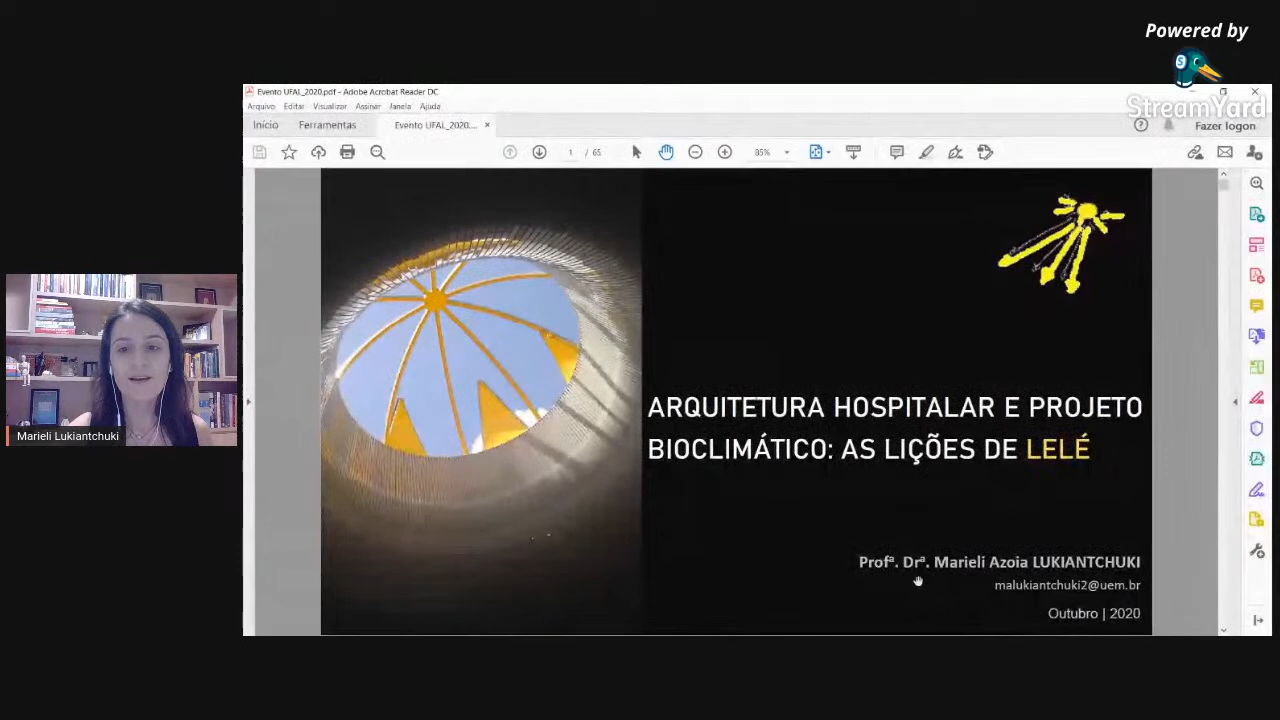 Powered by
S
StreamYard
Evento UFAL_2020.pdf - Adobe Acrobat Reader DC
Arquivo Editar Visualizar Assinar Janela Ajuda
Início Ferramentas Evento UFAL_2020.... × Fazer logon
1 / 65 85%
ARQUITETURA HOSPITALAR E PROJETO
BIOCLIMÁTICO: AS LIÇÕES DE LELÉ
Profª. Drª. Marieli Azoia LUKIANTCHUKI
malukiantchuki2@uem.br
Outubro | 2020
Marieli Lukiantchuki